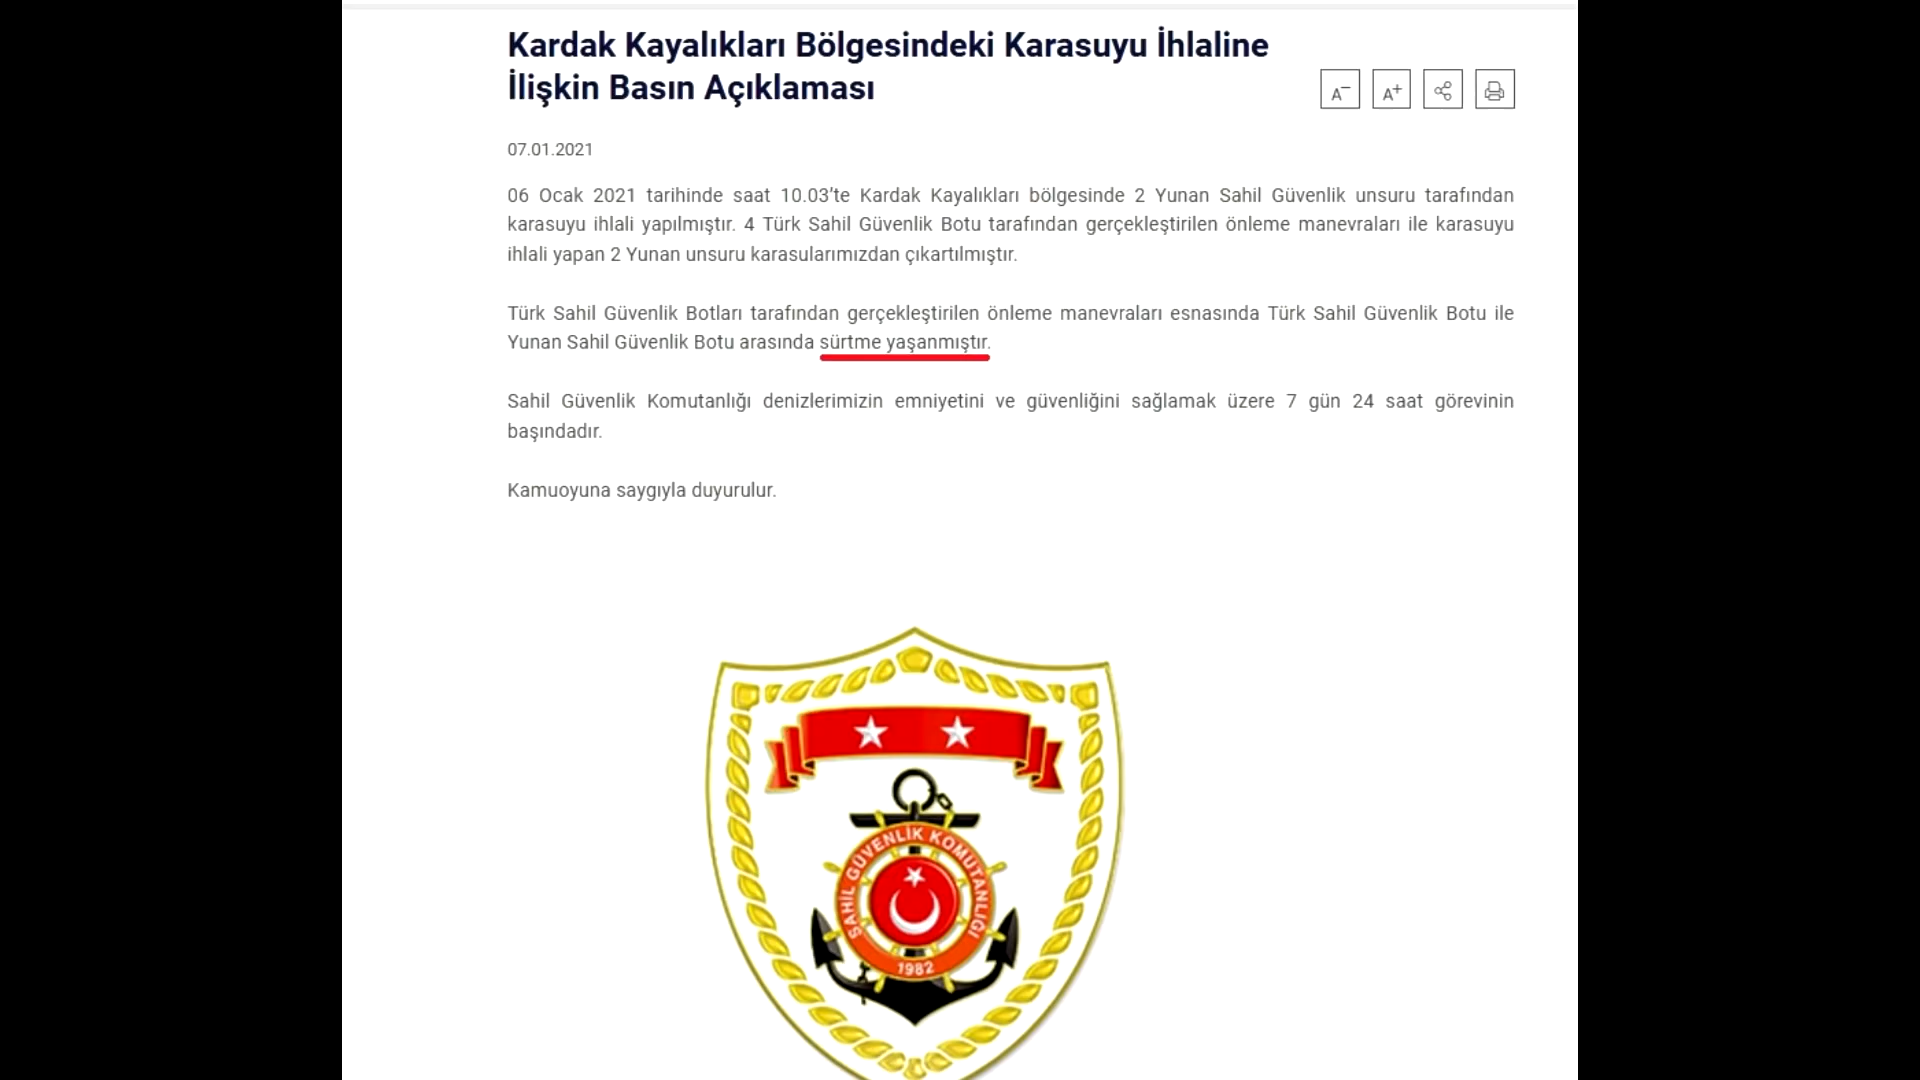 Kardak Kayalıkları Bölgesindeki Karasuyu İhlaline
İlişkin Basın Açıklaması
A-
A+
07.01.2021
06 Ocak 2021 tarihinde saat 10.03’te Kardak Kayalıkları bölgesinde 2 Yunan Sahil Güvenlik unsuru tarafından
karasuyu ihlali yapılmıştır. 4 Türk Sahil Güvenlik Botu tarafından gerçekleştirilen önleme manevraları ile karasuyu
ihlali yapan 2 Yunan unsuru karasularımızdan çıkartılmıştır.
Türk Sahil Güvenlik Botları tarafından gerçekleştirilen önleme manevraları esnasında Türk Sahil Güvenlik Botu ile
Yunan Sahil Güvenlik Botu arasında sürtme yaşanmıştır.
Sahil Güvenlik Komutanlığı denizlerimizin emniyetini ve güvenliğini sağlamak üzere 7 gün 24 saat görevinin
başındadır.
Kamuoyuna saygıyla duyurulur.
SAHİL GÜVENLİK KOMUTANLIĞI
1982